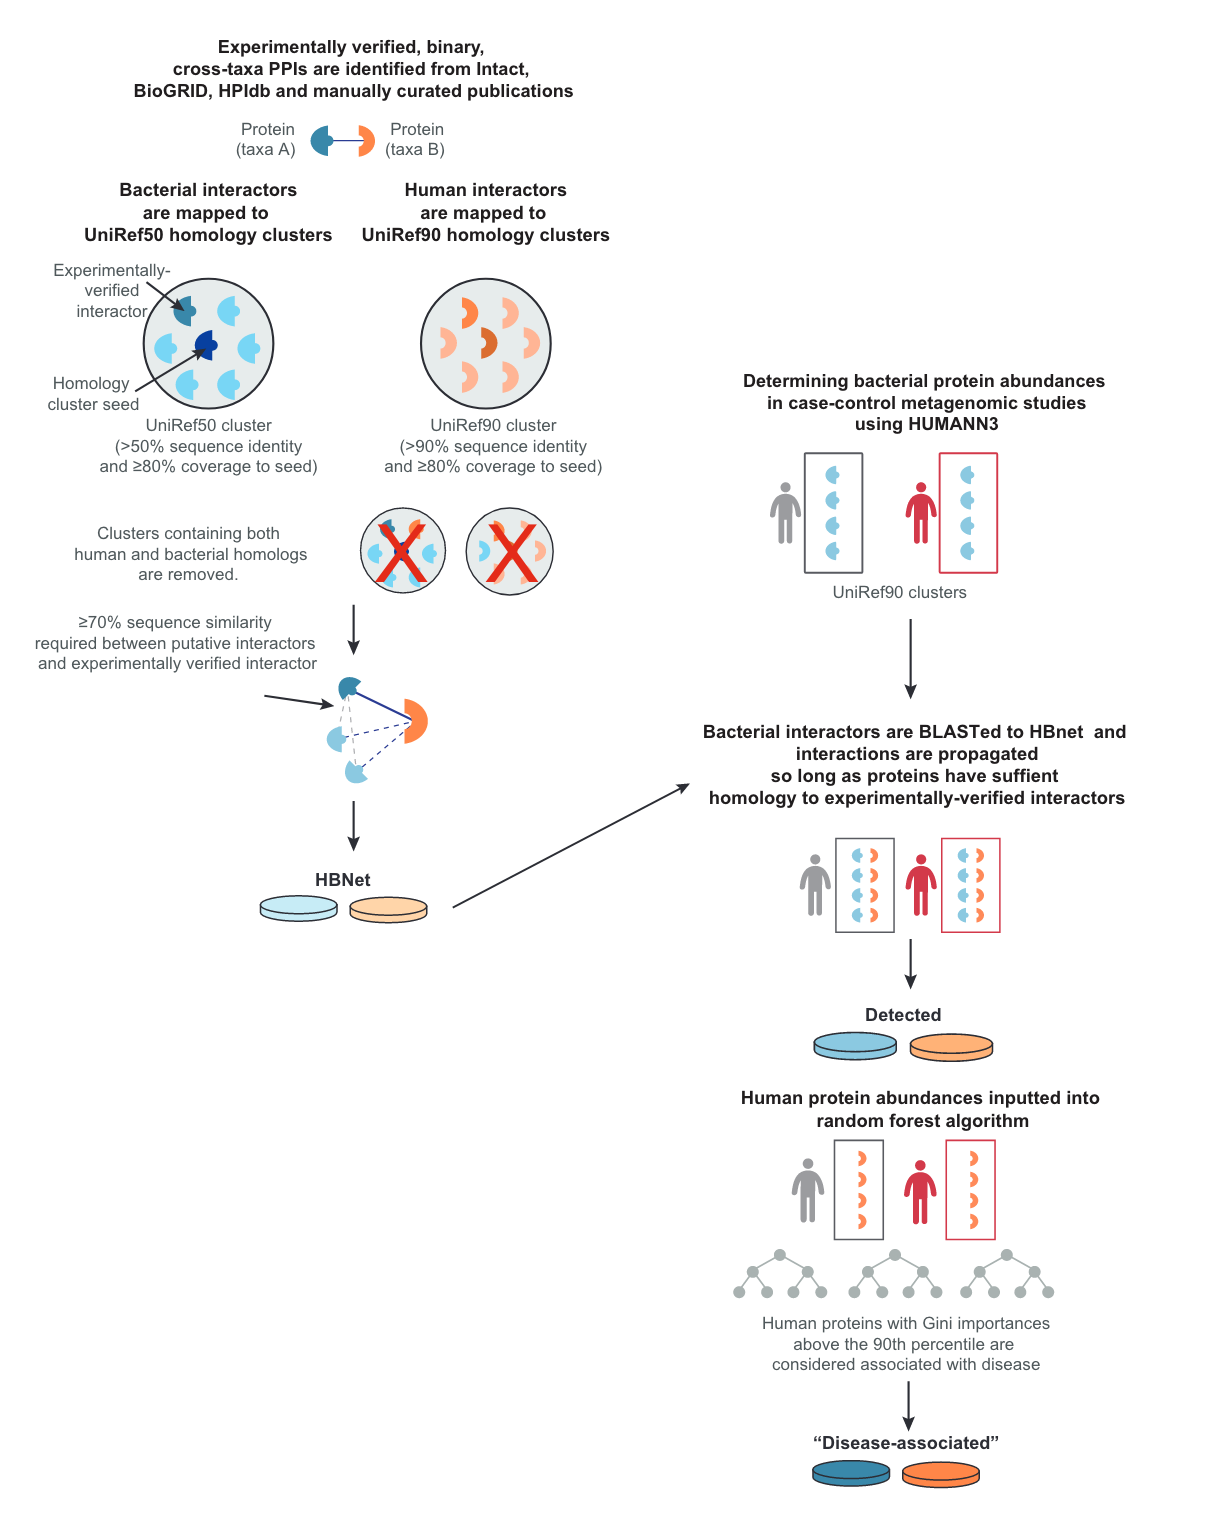 Experimentally verified, binary,
cross-taxa PPIs are identified from Intact,
BioGRID, HPIdb and manually curated publications
Protein
(taxa A)
Protein
(taxa B)
Bacterial interactors
are mapped to
UniRef50 homology clusters
Human interactors
are mapped to
UniRef90 homology clusters
Experimentally-
verified
interactor
Homology
cluster seed
UniRef50 cluster
(>50% sequence identity
and ≥80% coverage to seed)
UniRef90 cluster
(>90% sequence identity
and ≥80% coverage to seed)
Clusters containing both
human and bacterial homologs
are removed.
≥70% sequence similarity
required between putative interactors
and experimentally verified interactor
HBNet
Determining bacterial protein abundances
in case-control metagenomic studies
using HUMANN3
UniRef90 clusters
Bacterial interactors are BLASTed to HBnet and
interactions are propagated
so long as proteins have suffient
homology to experimentally-verified interactors
Detected
Human protein abundances inputted into
random forest algorithm
Human proteins with Gini importances
above the 90th percentile are
considered associated with disease
“Disease-associated”